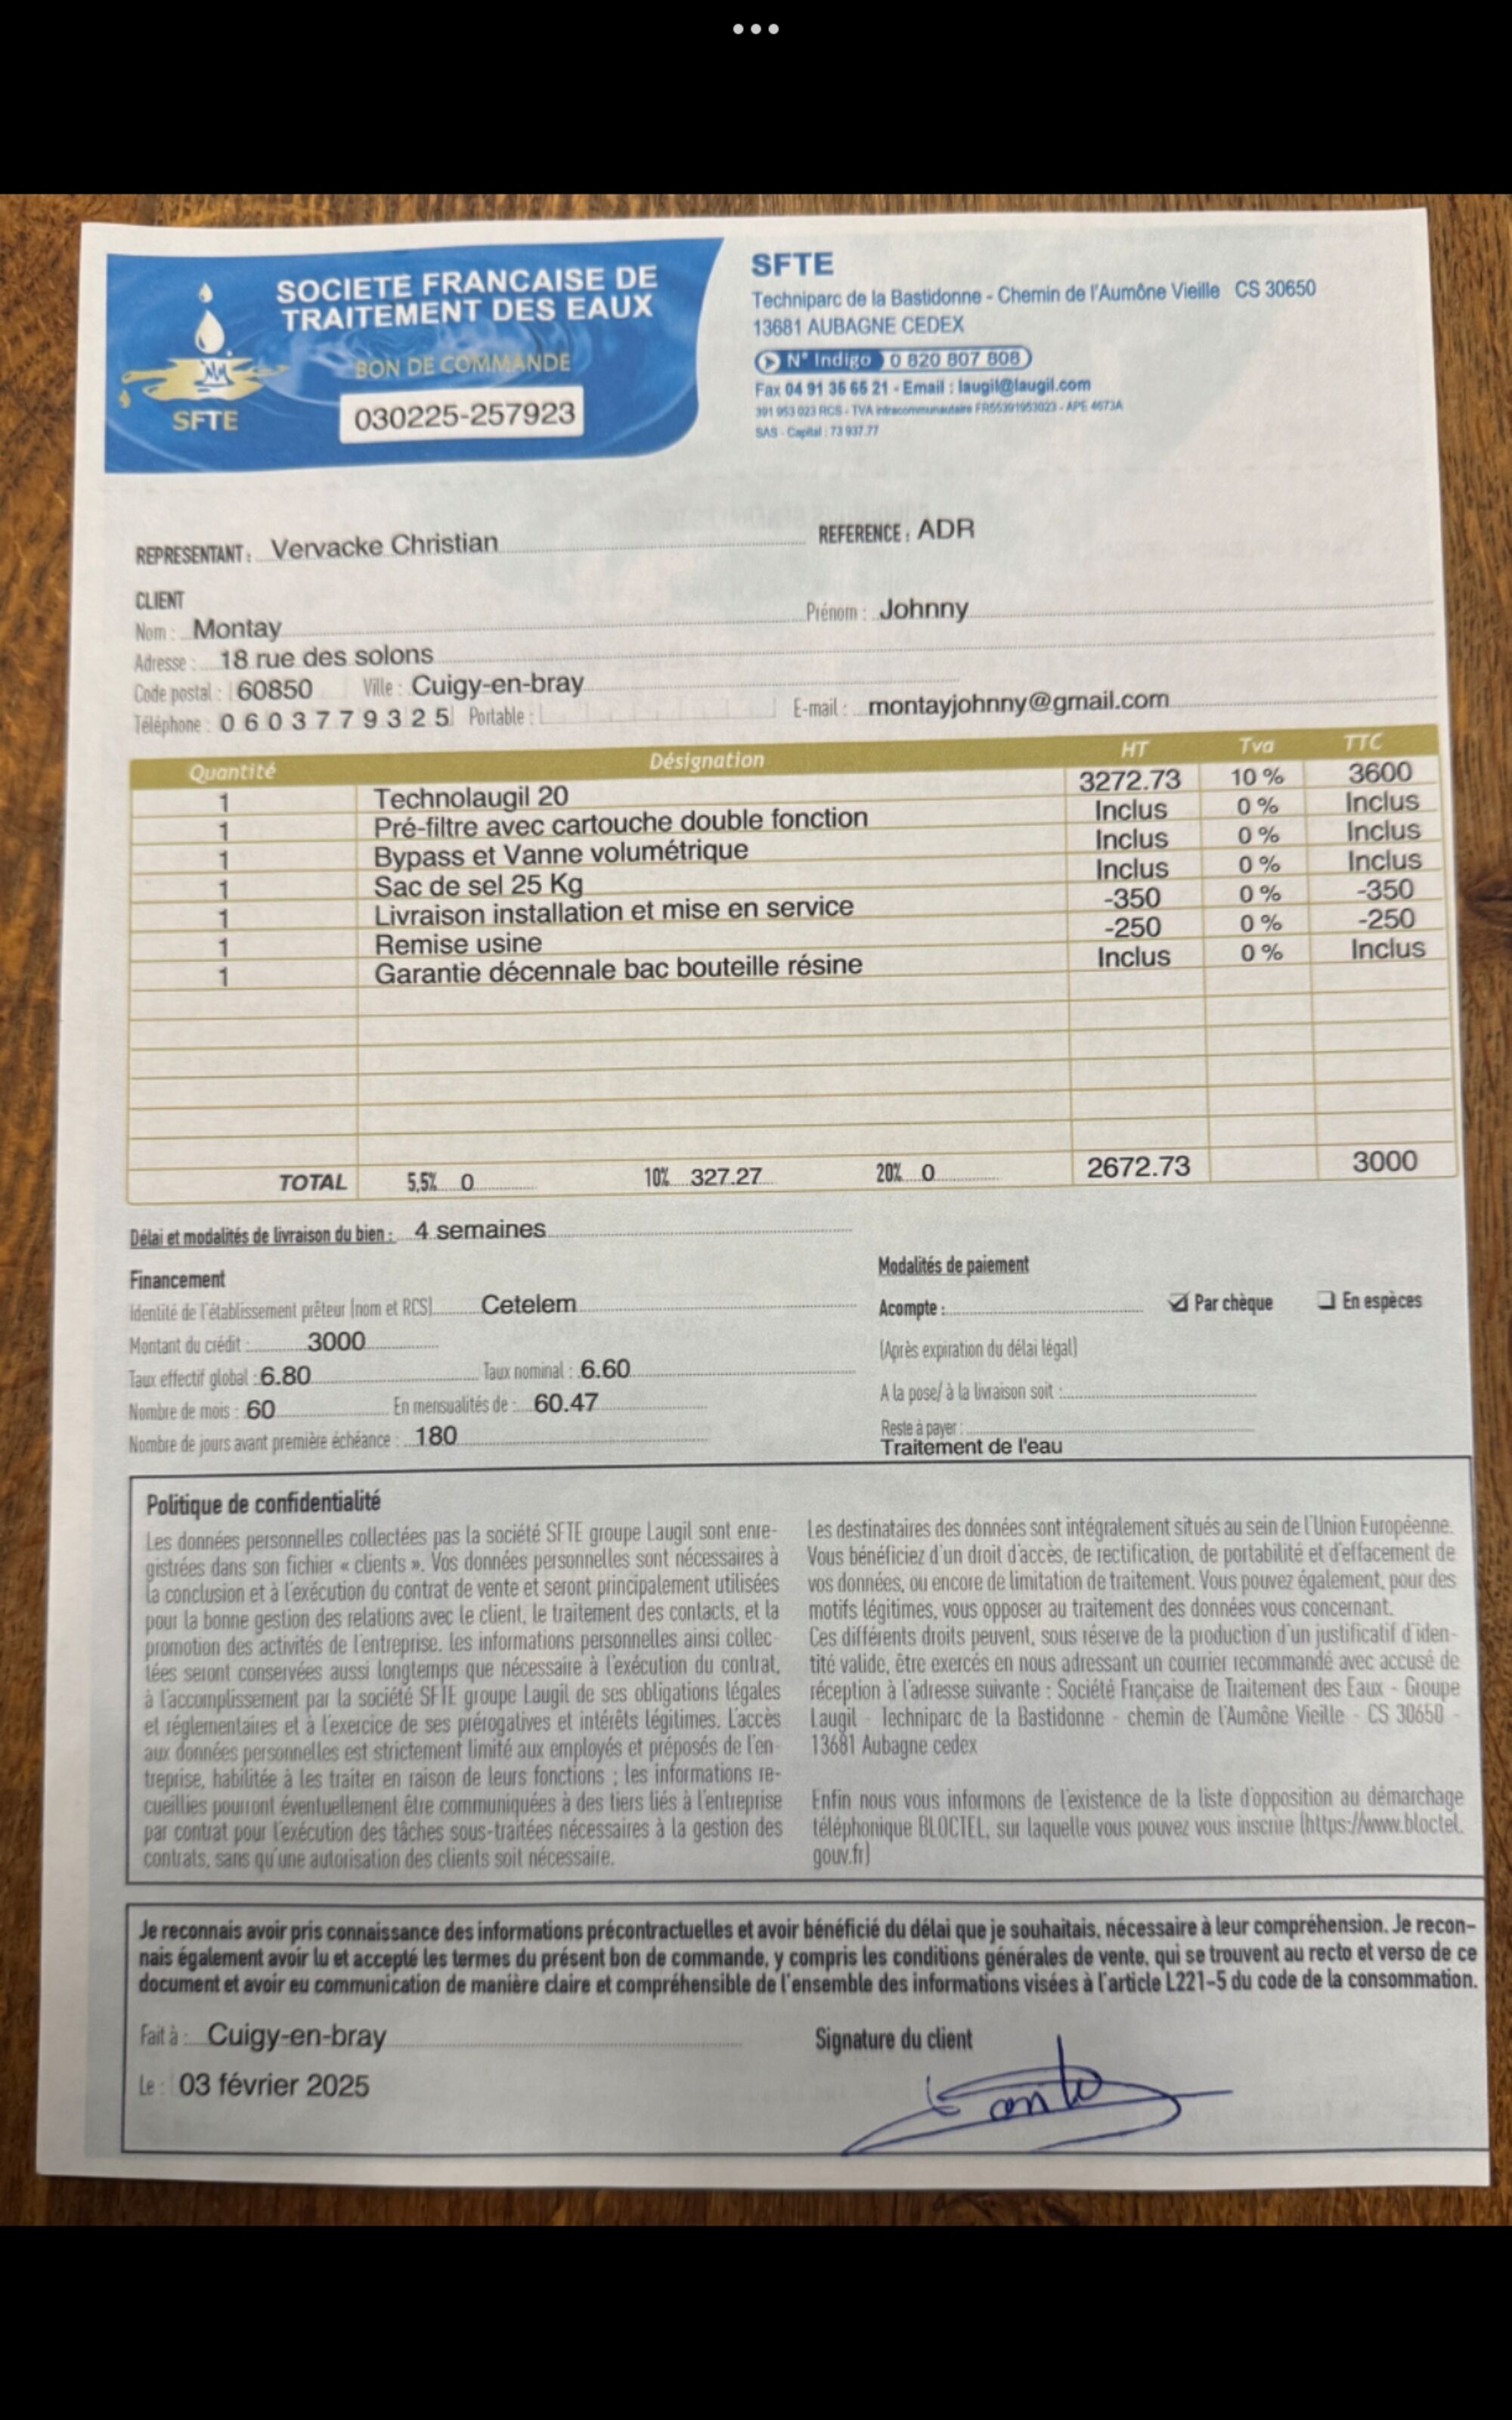 SOCIETE FRANCAISE DE
TRAITEMENT DES EAUX
BON DE COMMANDE
030225-257923
SFTE
SFTE
Techniparc de la Bastidonne - Chemin de l'Aumône Vieille CS 30650
13681 AUBAGNE CEDEX
N° Indigo 0 820 807 808
Fax 04 91 35 65 21 - Email : laugil@laugil.com
391 953 023 RCS - TVA intracommunautaire FR55391953023 - APE 4673A
SAS - Capital : 73 937.77
REPRESENTANT : Vervacke Christian REFERENCE : ADR
CLIENT
Nom : Montay Prénom : Johnny
Adresse : 18 rue des solons
Code postal : 60850 Ville : Cuigy-en-bray
Téléphone : 0 6 0 3 7 7 9 3 2 5 Portable : E-mail : montayjohnny@gmail.com
Quantité Désignation HT Tva TTC
1 Technolaugil 20 3272.73 10 % 3600
1 Pré-filtre avec cartouche double fonction Inclus 0 % Inclus
1 Bypass et Vanne volumétrique Inclus 0 % Inclus
1 Sac de sel 25 Kg Inclus 0 % Inclus
1 Livraison installation et mise en service -350 0 % -350
1 Remise usine -250 0 % -250
1 Garantie décennale bac bouteille résine Inclus 0 % Inclus
TOTAL 5,5% 0 10% 327.27 20% 0 2672.73 3000
Délai et modalités de livraison du bien : 4 semaines
Financement
Identité de l'établissement prêteur (nom et RCS) Cetelem
Montant du crédit : 3000
Taux effectif global : 6.80 Taux nominal : 6.60
Nombre de mois : 60 En mensualités de : 60.47
Nombre de jours avant première échéance : 180
Modalités de paiement
Acompte : Par chèque En espèces
(Après expiration du délai légal)
A la pose/ à la livraison soit :
Reste à payer :
Traitement de l'eau
Politique de confidentialité
Les données personnelles collectées pas la société SFTE groupe Laugil sont enre-
gistrées dans son fichier « clients ». Vos données personnelles sont nécessaires à
la conclusion et à l'exécution du contrat de vente et seront principalement utilisées
pour la bonne gestion des relations avec le client, le traitement des contacts, et la
promotion des activités de l'entreprise. les informations personnelles ainsi collec-
tées seront conservées aussi longtemps que nécessaire à l'exécution du contrat,
à l'accomplissement par la société SFTE groupe Laugil de ses obligations légales
et réglementaires et à l'exercice de ses prérogatives et intérêts légitimes. L'accès
aux données personnelles est strictement limité aux employés et préposés de l'en-
treprise, habilitée à les traiter en raison de leurs fonctions ; les informations re-
cueillies pourront éventuellement être communiquées à des tiers liés à l'entreprise
par contrat pour l'exécution des tâches sous-traitées nécessaires à la gestion des
contrats, sans qu'une autorisation des clients soit nécessaire.
Les destinataires des données sont intégralement situés au sein de l'Union Européenne.
Vous bénéficiez d'un droit d'accès, de rectification, de portabilité et d'effacement de
vos données, ou encore de limitation de traitement. Vous pouvez également, pour des
motifs légitimes, vous opposer au traitement des données vous concernant.
Ces différents droits peuvent, sous réserve de la production d'un justificatif d'iden-
tité valide, être exercés en nous adressant un courrier recommandé avec accusé de
réception à l'adresse suivante : Société Française de Traitement des Eaux - Groupe
Laugil - Techniparc de la Bastidonne - chemin de l'Aumône Vieille - CS 30650 -
13681 Aubagne cedex
Enfin nous vous informons de l'existence de la liste d'opposition au démarchage
téléphonique BLOCTEL, sur laquelle vous pouvez vous inscrire (https://www.bloctel.
gouv.fr)
Je reconnais avoir pris connaissance des informations précontractuelles et avoir bénéficié du délai que je souhaitais, nécessaire à leur compréhension. Je recon-
nais également avoir lu et accepté les termes du présent bon de commande, y compris les conditions générales de vente, qui se trouvent au recto et verso de ce
document et avoir eu communication de manière claire et compréhensible de l'ensemble des informations visées à l'article L221-5 du code de la consommation.
Fait à : Cuigy-en-bray
Le : 03 février 2025
Signature du client